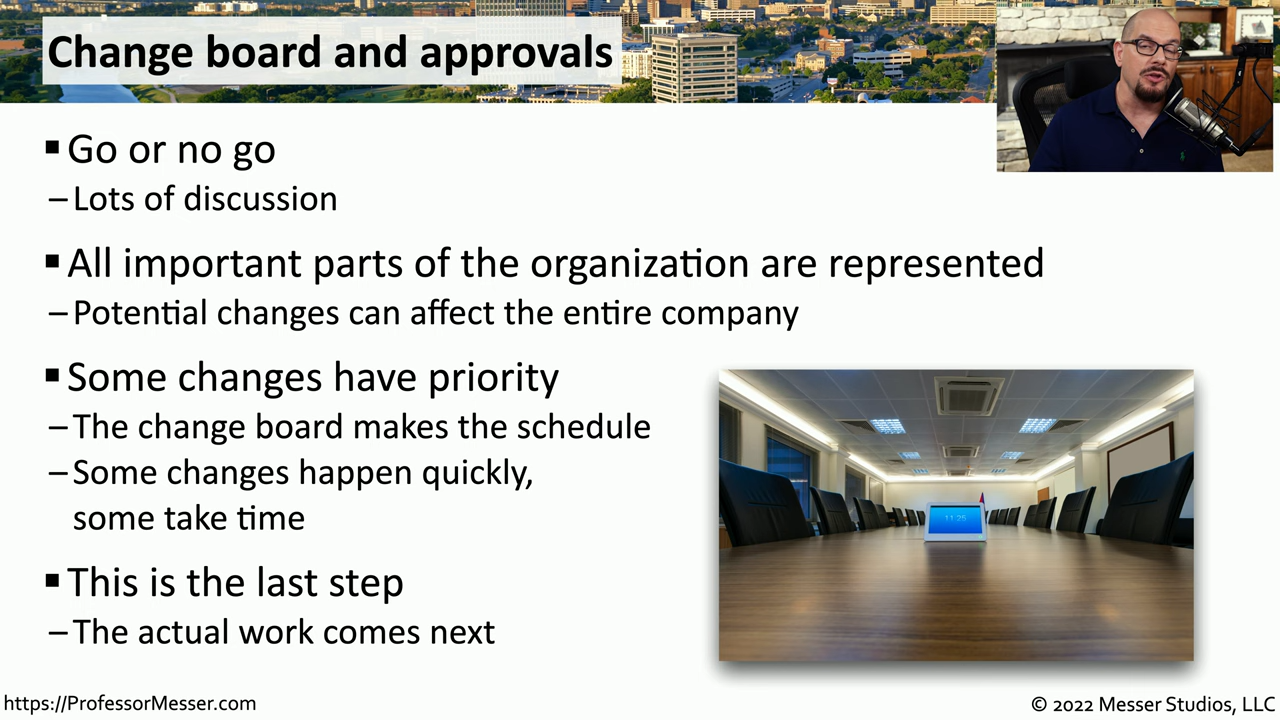 Change board and approvals
▪ Go or no go
– Lots of discussion
▪ All important parts of the organization are represented
– Potential changes can affect the entire company
▪ Some changes have priority
– The change board makes the schedule
– Some changes happen quickly,
some take time
11:25
▪ This is the last step
– The actual work comes next
https://ProfessorMesser.com
© 2022 Messer Studios, LLC